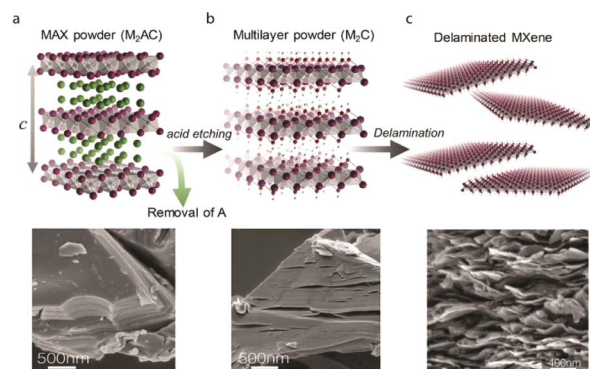 a
MAX powder (M₂AC)
b
Multilayer powder (M₂C)
c
Delaminated MXene
c
acid etching
Delamination
Removal of A
500nm
500nm
400nm